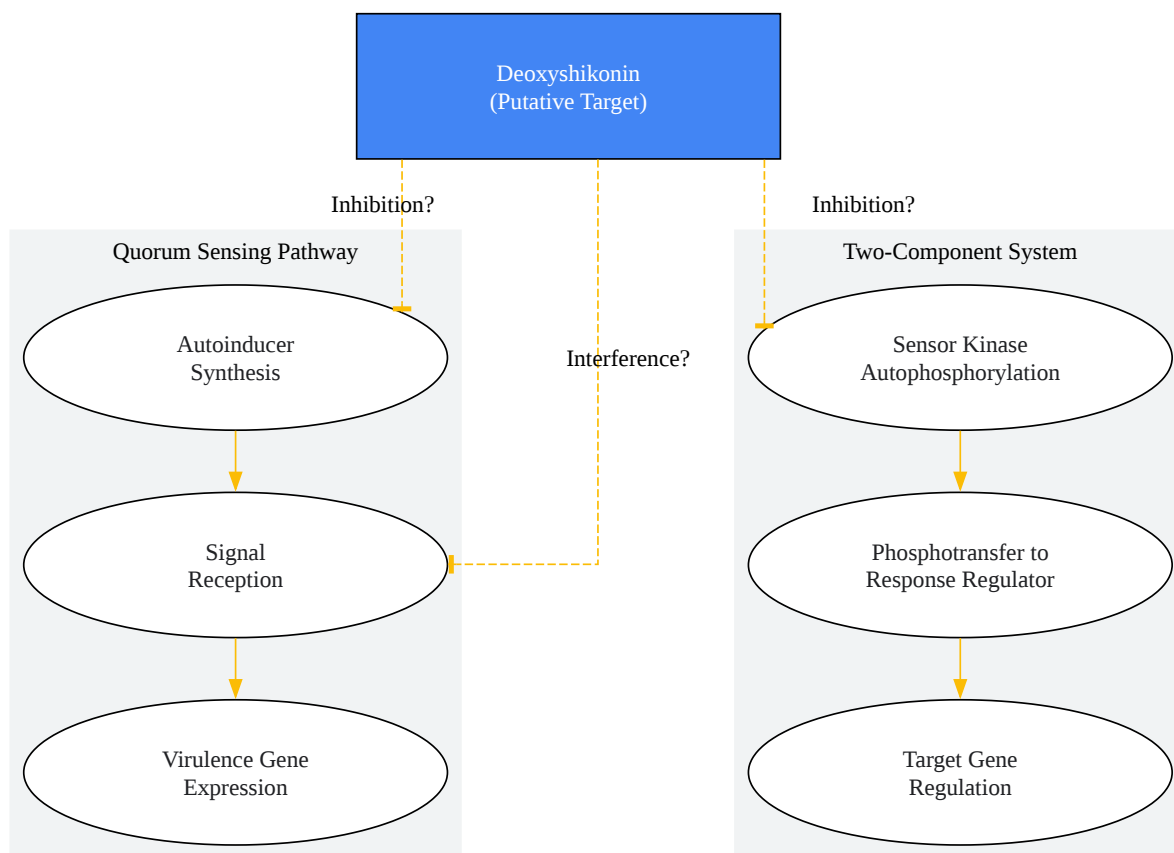 Deoxyshikonin
(Putative Target)
Inhibition?
Inhibition?
Quorum Sensing Pathway
Two-Component System
Autoinducer
Synthesis
Interference?
Sensor Kinase
Autophosphorylation
Signal
Reception
Phosphotransfer to
Response Regulator
Virulence Gene
Expression
Target Gene
Regulation